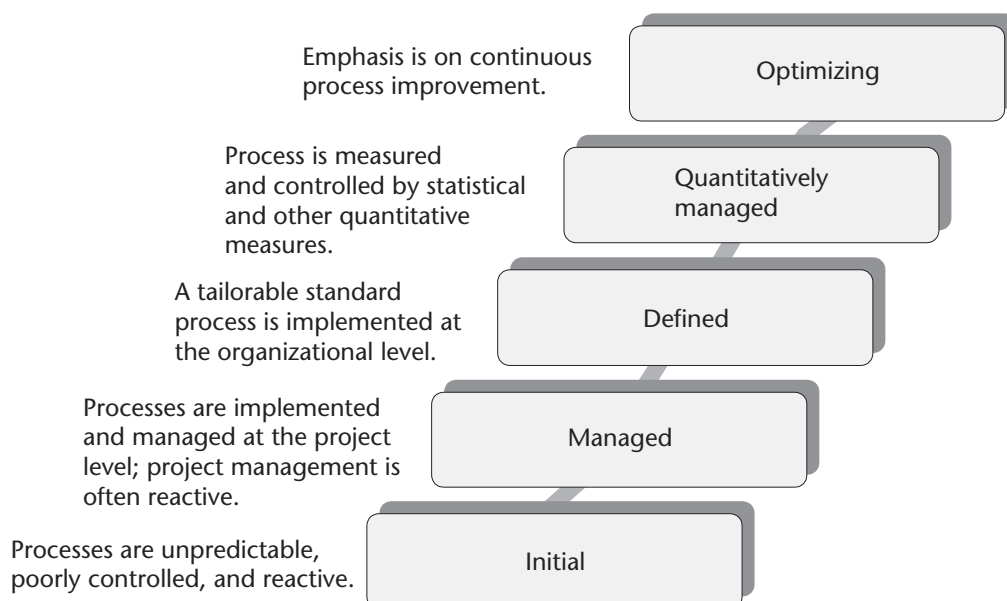 Emphasis is on continuous
process improvement.
Optimizing
Process is measured
and controlled by statistical
and other quantitative
measures.
Quantitatively
managed
A tailorable standard
process is implemented at
the organizational level.
Defined
Processes are implemented
and managed at the project
level; project management is
often reactive.
Managed
Processes are unpredictable,
poorly controlled, and reactive.
Initial